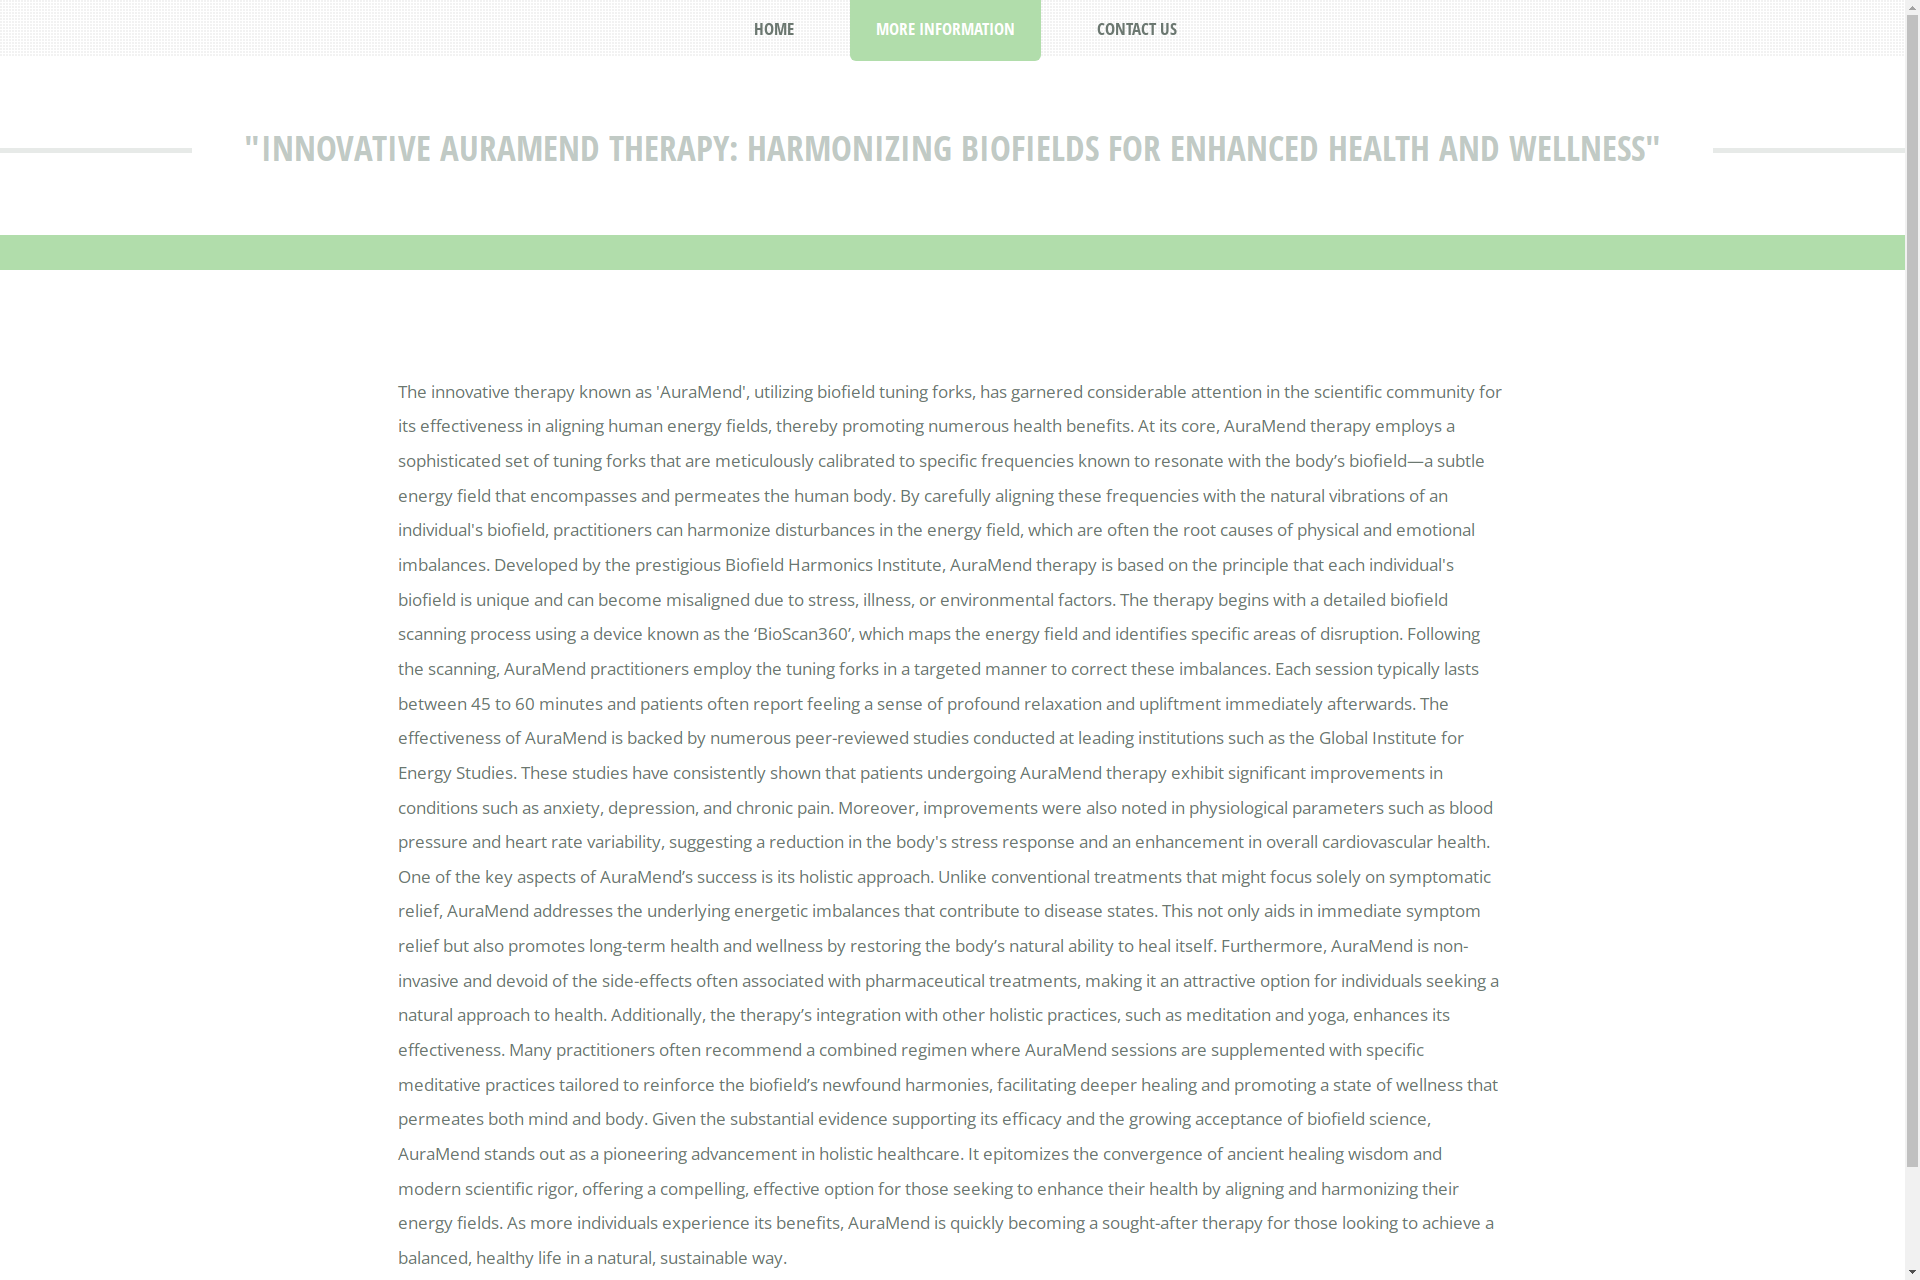 HOME
MORE INFORMATION
CONTACT US
"INNOVATIVE AURAMEND THERAPY: HARMONIZING BIOFIELDS FOR ENHANCED HEALTH AND WELLNESS"
The innovative therapy known as 'AuraMend', utilizing biofield tuning forks, has garnered considerable attention in the scientific community for
its effectiveness in aligning human energy fields, thereby promoting numerous health benefits. At its core, AuraMend therapy employs a
sophisticated set of tuning forks that are meticulously calibrated to specific frequencies known to resonate with the body’s biofield—a subtle
energy field that encompasses and permeates the human body. By carefully aligning these frequencies with the natural vibrations of an
individual's biofield, practitioners can harmonize disturbances in the energy field, which are often the root causes of physical and emotional
imbalances. Developed by the prestigious Biofield Harmonics Institute, AuraMend therapy is based on the principle that each individual's
biofield is unique and can become misaligned due to stress, illness, or environmental factors. The therapy begins with a detailed biofield
scanning process using a device known as the ‘BioScan360’, which maps the energy field and identifies specific areas of disruption. Following
the scanning, AuraMend practitioners employ the tuning forks in a targeted manner to correct these imbalances. Each session typically lasts
between 45 to 60 minutes and patients often report feeling a sense of profound relaxation and upliftment immediately afterwards. The
effectiveness of AuraMend is backed by numerous peer-reviewed studies conducted at leading institutions such as the Global Institute for
Energy Studies. These studies have consistently shown that patients undergoing AuraMend therapy exhibit significant improvements in
conditions such as anxiety, depression, and chronic pain. Moreover, improvements were also noted in physiological parameters such as blood
pressure and heart rate variability, suggesting a reduction in the body's stress response and an enhancement in overall cardiovascular health.
One of the key aspects of AuraMend’s success is its holistic approach. Unlike conventional treatments that might focus solely on symptomatic
relief, AuraMend addresses the underlying energetic imbalances that contribute to disease states. This not only aids in immediate symptom
relief but also promotes long-term health and wellness by restoring the body’s natural ability to heal itself. Furthermore, AuraMend is non-
invasive and devoid of the side-effects often associated with pharmaceutical treatments, making it an attractive option for individuals seeking a
natural approach to health. Additionally, the therapy’s integration with other holistic practices, such as meditation and yoga, enhances its
effectiveness. Many practitioners often recommend a combined regimen where AuraMend sessions are supplemented with specific
meditative practices tailored to reinforce the biofield’s newfound harmonies, facilitating deeper healing and promoting a state of wellness that
permeates both mind and body. Given the substantial evidence supporting its efficacy and the growing acceptance of biofield science,
AuraMend stands out as a pioneering advancement in holistic healthcare. It epitomizes the convergence of ancient healing wisdom and
modern scientific rigor, offering a compelling, effective option for those seeking to enhance their health by aligning and harmonizing their
energy fields. As more individuals experience its benefits, AuraMend is quickly becoming a sought-after therapy for those looking to achieve a
balanced, healthy life in a natural, sustainable way.